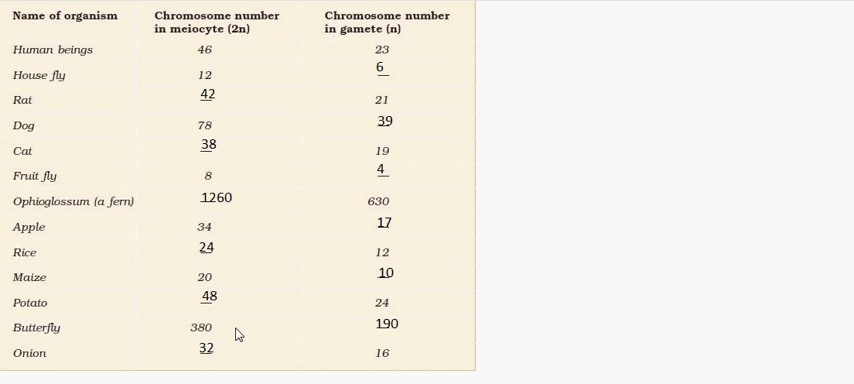 Name of organism Chromosome number in meiocyte (2n) Chromosome number in gamete (n)
Human beings 46 23
House fly 12 6
Rat 42 21
Dog 78 39
Cat 38 19
Fruit fly 8 4
Ophioglossum (a fern) 1260 630
Apple 34 17
Rice 24 12
Maize 20 10
Potato 48 24
Butterfly 380 190
Onion 32 16